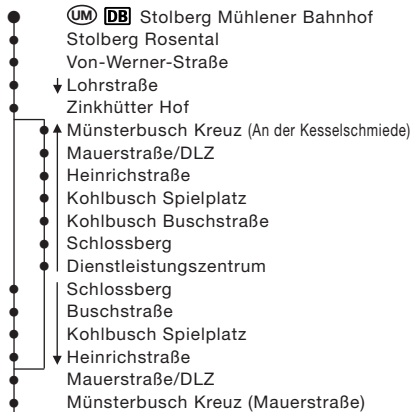 UM DB Stolberg Mühlener Bahnhof
Stolberg Rosental
Von-Werner-Straße
Lohrstraße
Zinkhütter Hof
Münsterbusch Kreuz (An der Kesselschmiede)
Mauerstraße/DLZ
Heinrichstraße
Kohlbusch Spielplatz
Kohlbusch Buschstraße
Schlossberg
Dienstleistungszentrum
Schlossberg
Buschstraße
Kohlbusch Spielplatz
Heinrichstraße
Mauerstraße/DLZ
Münsterbusch Kreuz (Mauerstraße)